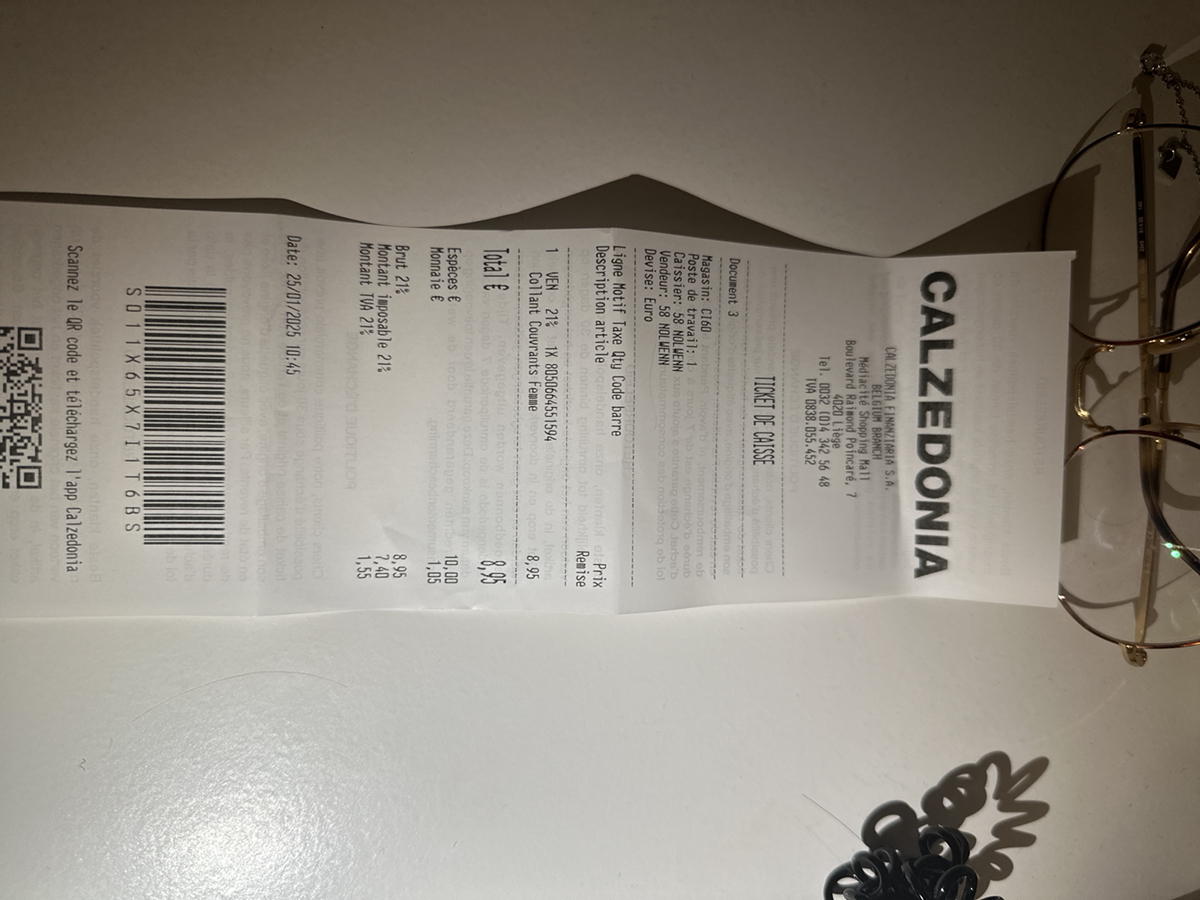 CALZEDONIA
CALZEDONIA FINANZIARIA S.A.
BELGIUM BRANCH
Médiacité Shopping Mall
Boulevard Raimond Poincaré, 7
4020 Liège
Tel. 0032 (0)4 342 56 48
TVA 0838.055.452
TICKET DE CAISSE
Document 3
Magasin: CI60
Poste de travail: 1
Caissier: 58 NOLWENN
Vendeur: 58 NOLWENN
Devise: Euro
Ligne Motif Taxe Qty Code barre Prix
Description article Remise
1 VEN 21% 1X 8050664551594 8,95
Collant Couvrants Femme
Total € 8,95
Espèces € 10,00
Monnaie € 1,05
Brut 21% 8,95
Montant imposable 21% 7,40
Montant TVA 21% 1,55
Date: 25/01/2025 10:45
S011X65X7I1T6BS
Scannez le QR code et téléchargez l'app Calzedonia